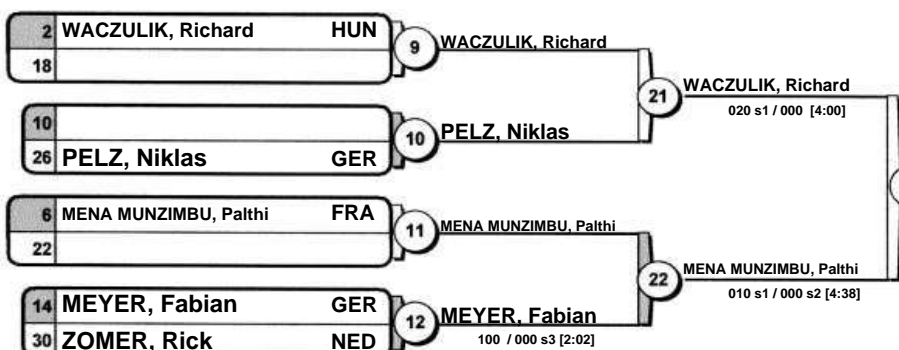 2 WACZULIK, Richard HUN
18
9 WACZULIK, Richard
10
26 PELZ, Niklas GER
10 PELZ, Niklas
21 WACZULIK, Richard
020 s1 / 000 [4:00]
6 MENA MUNZIMBU, Palthi FRA
22
11 MENA MUNZIMBU, Palthi
14 MEYER, Fabian GER
30 ZOMER, Rick NED
12 MEYER, Fabian
100 / 000 s3 [2:02]
22 MENA MUNZIMBU, Palthi
010 s1 / 000 s2 [4:38]